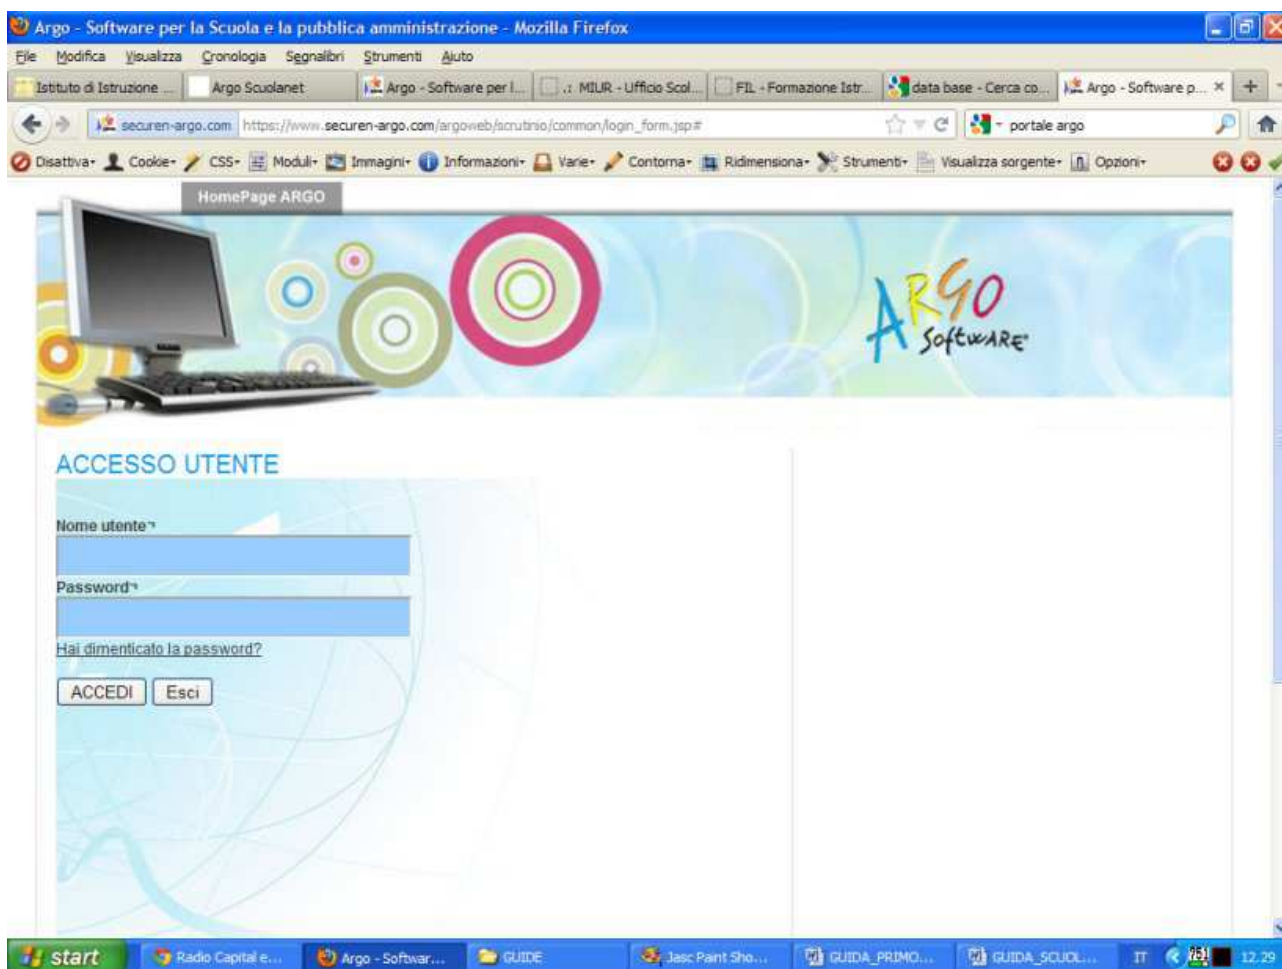 Argo - Software per la Scuola e la pubblica amministrazione - Mozilla Firefox
File Modifica Visualizza Cronologia Segnalibri Strumenti Aiuto
Istituto di Istruzione ... Argo Scuolanet Argo - Software per l... .: MIUR - Ufficio Scol... FIL - Formazione Istr... data base - Cerca co... Argo - Software p...
securen-argo.com https://www.securen-argo.com/argoweb/scrutinio/common/login_form.jsp# portale argo
Disattiva Cookie CSS Moduli Immagini Informazioni Varie Contorna Ridimensiona Strumenti Visualizza sorgente Opzioni
HomePage ARGO
ARGO
SoftwARE
ACCESSO UTENTE
Nome utente
Password
Hai dimenticato la password?
ACCEDI Esci
start Radio Capital e... Argo - Softwar... GUIDE Jasc Paint Sho... GUIDA_PRIMO... GUIDA_SCUOL... IT 12.29